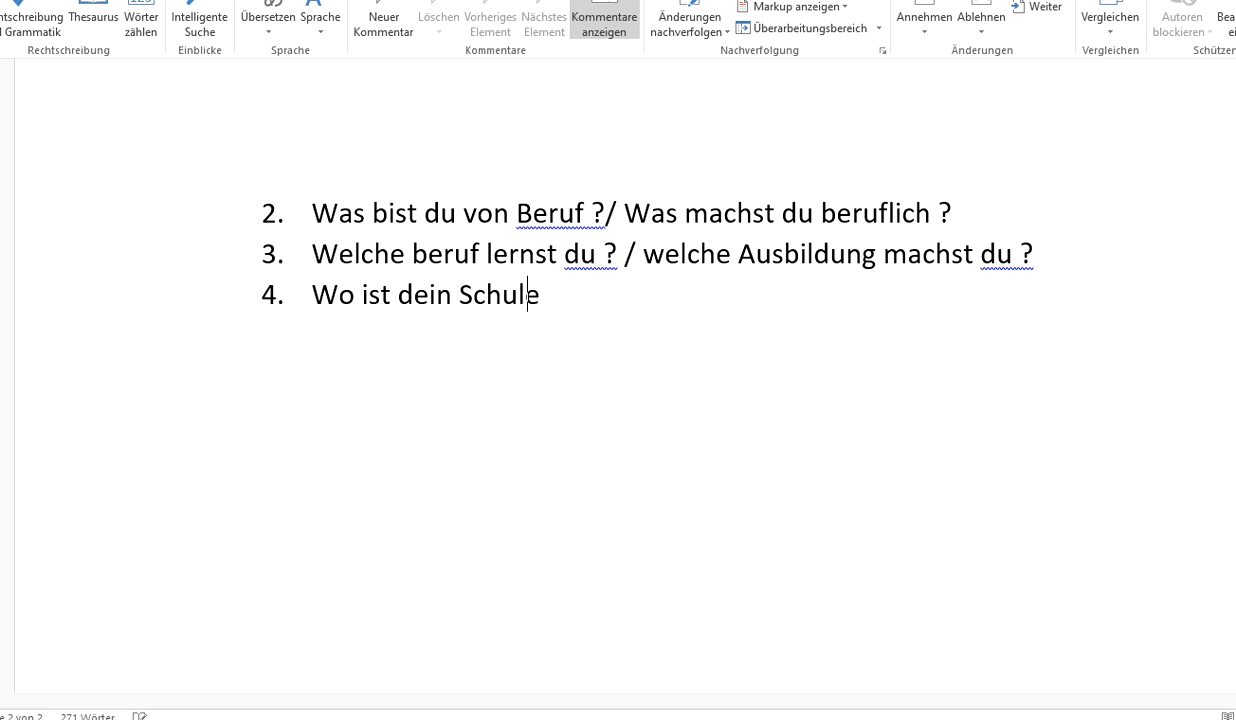 Markup anzeigen
Weiter
Thesaurus Wörter Intelligente Übersetzen Sprache Neuer Löschen Vorheriges Nächstes Kommentare Änderungen Annehmen Ablehnen Vergleichen Autoren
Grammatik zählen Suche Kommentar Element Element anzeigen nachverfolgen Überarbeitungsbereich blockieren
Rechtschreibung Einblicke Sprache Kommentare Nachverfolgung Änderungen Vergleichen
2. Was bist du von Beruf ?/ Was machst du beruflich ?
3. Welche beruf lernst du ? / welche Ausbildung machst du ?
4. Wo ist dein Schule
2 von 2 271 Wörter